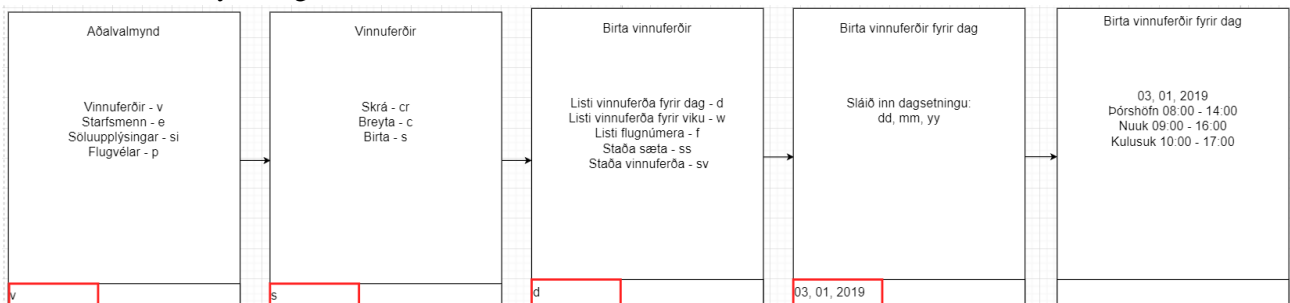 Aðalvalmynd
Vinnuferðir - v
Starfsmenn - e
Söluupplýsingar - si
Flugvélar - p
v
Vinnuferðir
Skrá - cr
Breyta - c
Birta - s
s
Birta vinnuferðir
Listi vinnuferða fyrir dag - d
Listi vinnuferða fyrir viku - w
Listi flugnúmera - f
Staða sæta - ss
Staða vinnuferða - sv
d
Birta vinnuferðir fyrir dag
Sláið inn dagsetningu:
dd, mm, yy
03, 01, 2019
Birta vinnuferðir fyrir dag
03, 01, 2019
Þórshöfn 08:00 - 14:00
Nuuk 09:00 - 16:00
Kulusuk 10:00 - 17:00